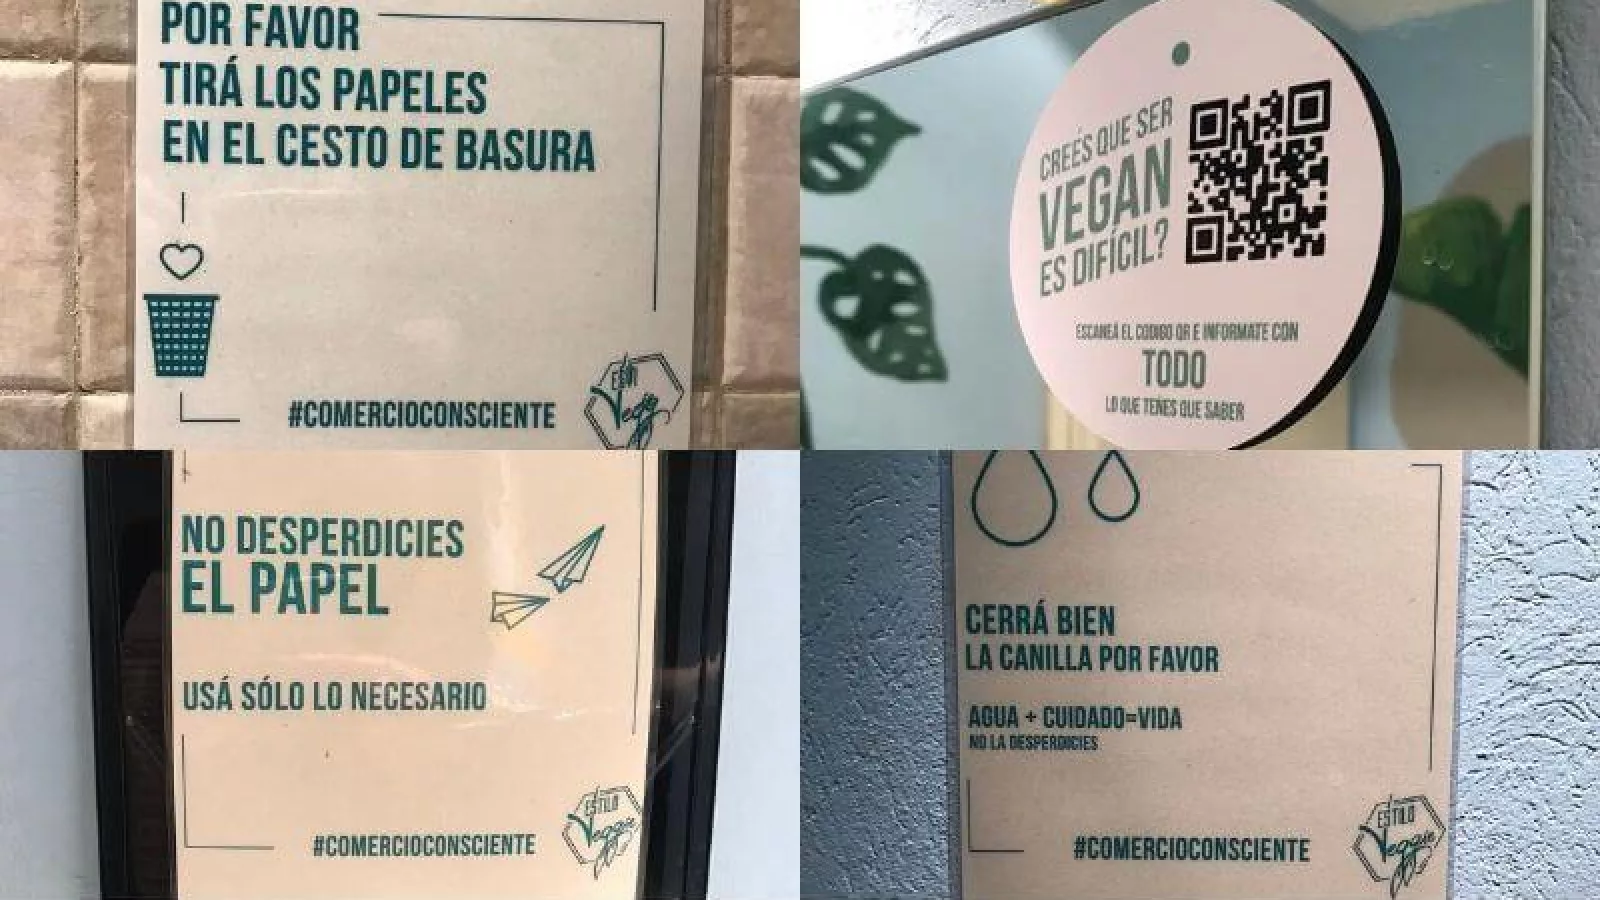 POR FAVOR
TIRÁ LOS PAPELES
EN EL CESTO DE BASURA
#COMERCIOCONSCIENTE
CREÉS QUE SER
VEGAN
ES DIFÍCIL?
ESCANEÁ EL CODIGO QR E INFORMATE CON
TODO
LO QUE TENES QUE SABER
NO DESPERDICIES
EL PAPEL
USÁ SÓLO LO NECESARIO
#COMERCIOCONSCIENTE
ESTILO
Veggie
CERRÁ BIEN
LA CANILLA POR FAVOR
AGUA + CUIDADO=VIDA
NO LA DESPERDICIES
#COMERCIOCONSCIENTE
ESTILO
Veggie